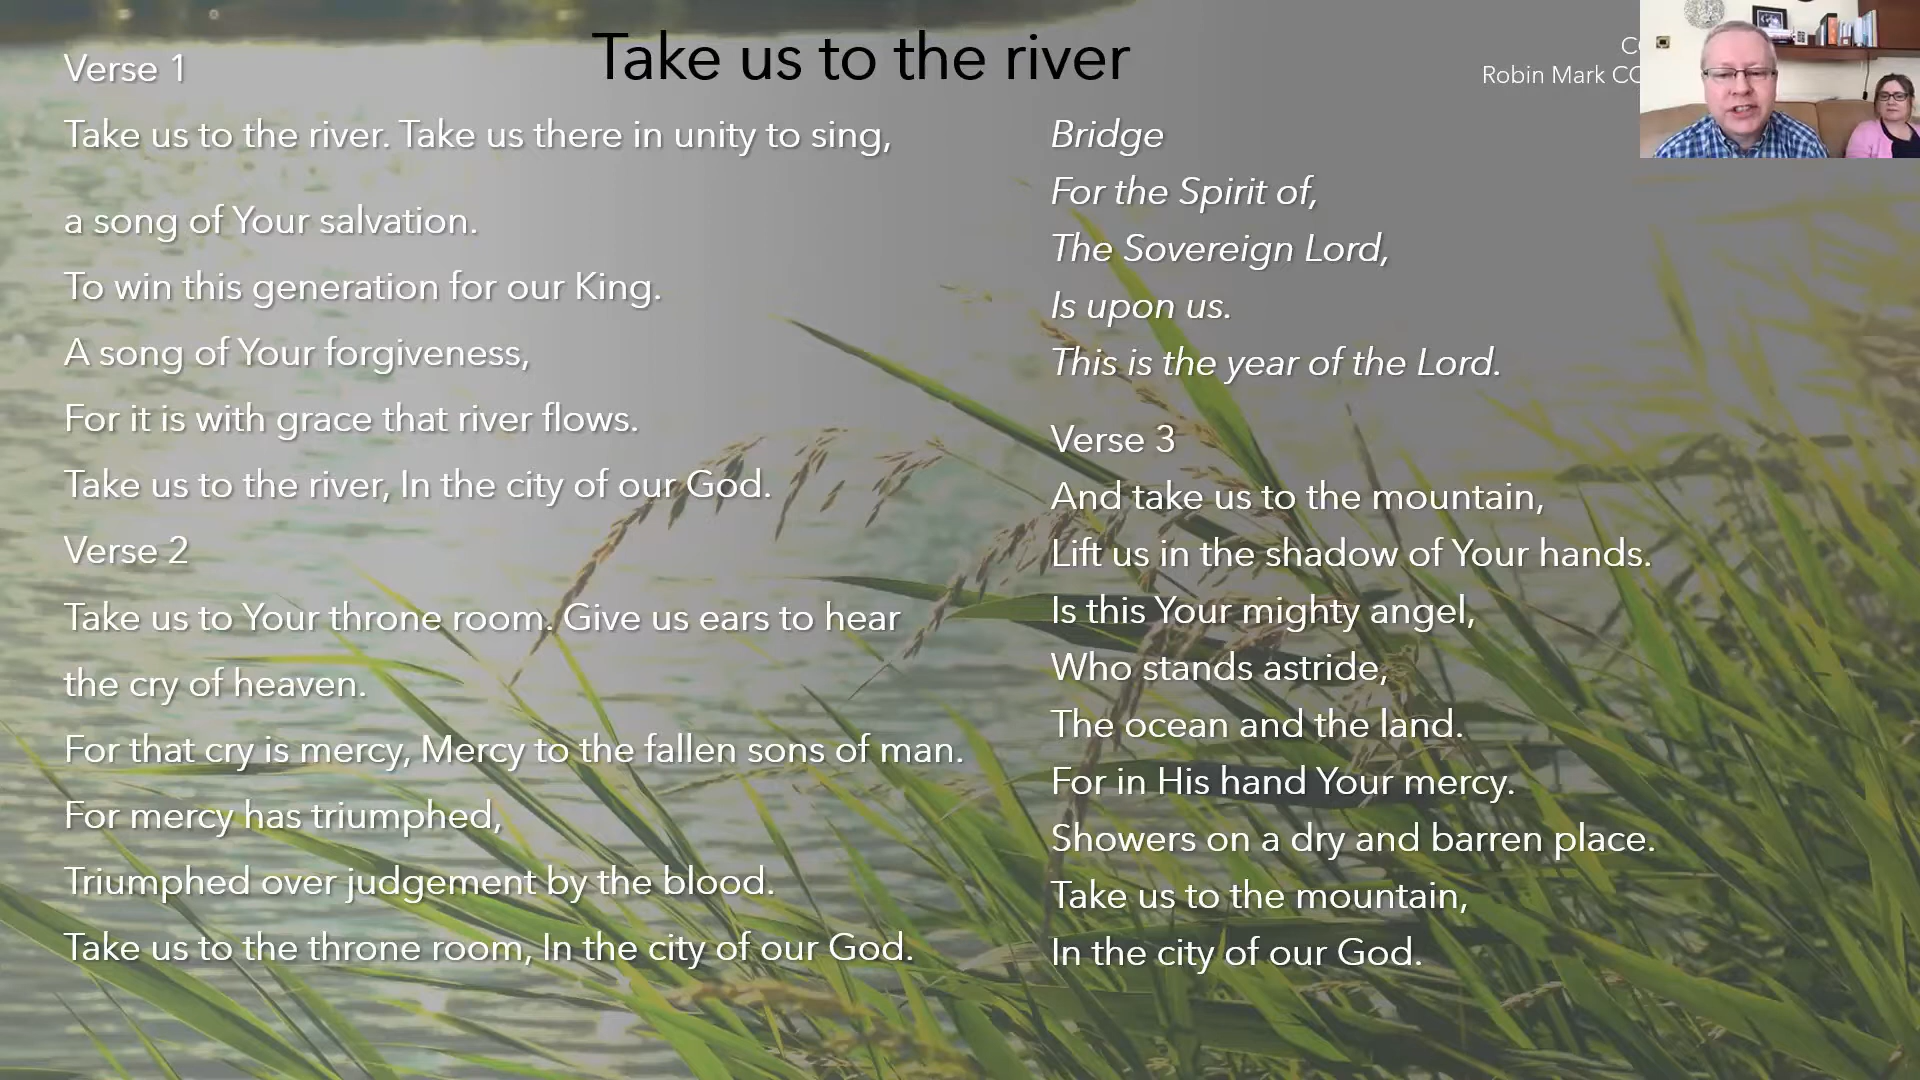 Take us to the river
Robin Mark
Verse 1
Take us to the river. Take us there in unity to sing,
a song of Your salvation.
To win this generation for our King.
A song of Your forgiveness,
For it is with grace that river flows.
Take us to the river, In the city of our God.
Verse 2
Take us to Your throne room. Give us ears to hear
the cry of heaven.
For that cry is mercy, Mercy to the fallen sons of man.
For mercy has triumphed,
Triumphed over judgement by the blood.
Take us to the throne room, In the city of our God.
Bridge
For the Spirit of,
The Sovereign Lord,
Is upon us.
This is the year of the Lord.
Verse 3
And take us to the mountain,
Lift us in the shadow of Your hands.
Is this Your mighty angel,
Who stands astride,
The ocean and the land.
For in His hand Your mercy.
Showers on a dry and barren place.
Take us to the mountain,
In the city of our God.